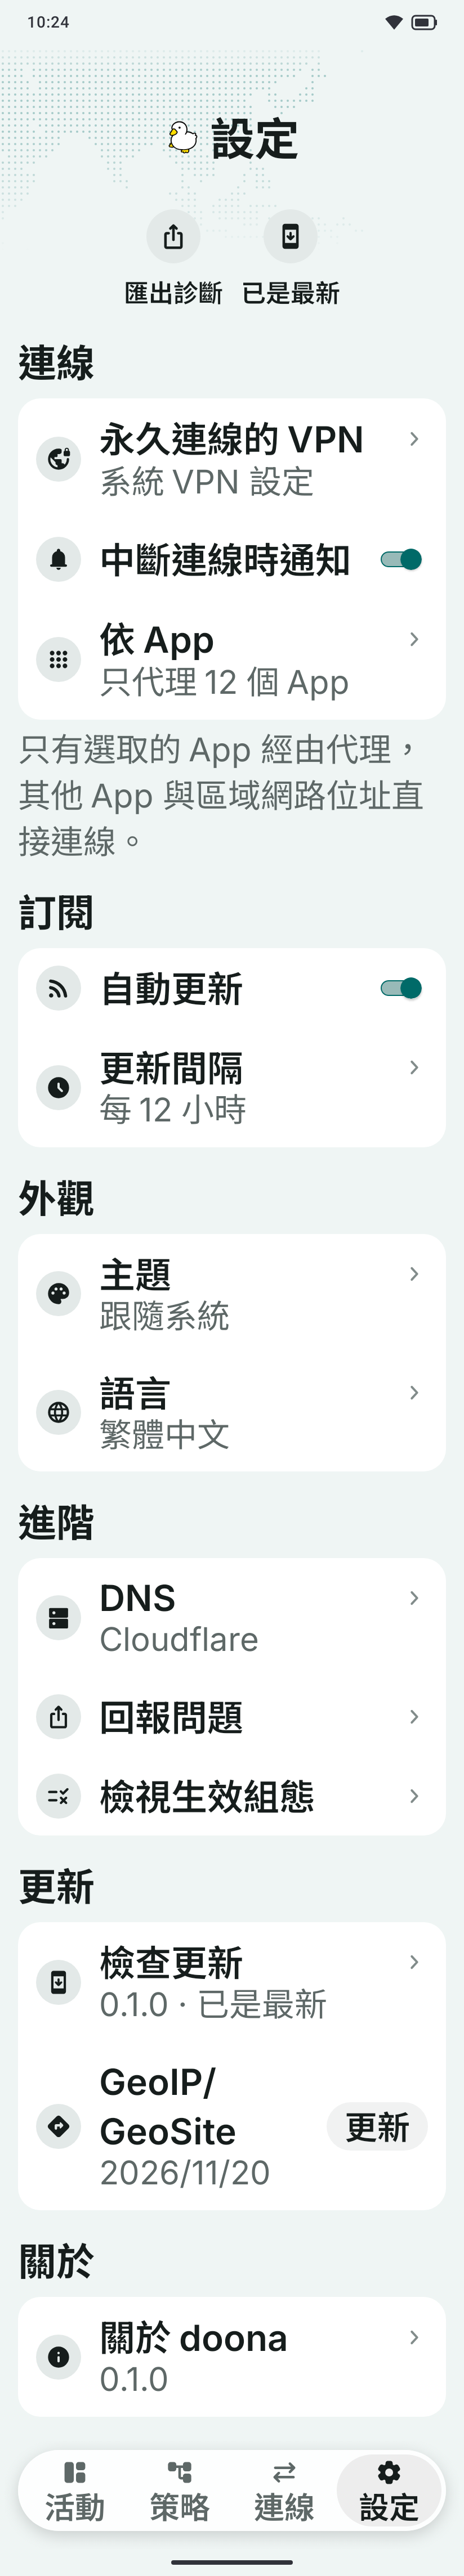 10:24
設定
匯出診斷
已是最新
連線
永久連線的 VPN
系統 VPN 設定
中斷連線時通知
依 App
只代理 12 個 App
只有選取的 App 經由代理，
其他 App 與區域網路位址直
接連線。
訂閱
自動更新
更新間隔
每 12 小時
外觀
主題
跟隨系統
語言
繁體中文
進階
DNS
Cloudflare
回報問題
檢視生效組態
更新
檢查更新
0.1.0 · 已是最新
GeoIP/
GeoSite
更新
2026/11/20
關於
關於 doona
0.1.0
活動
策略
連線
設定